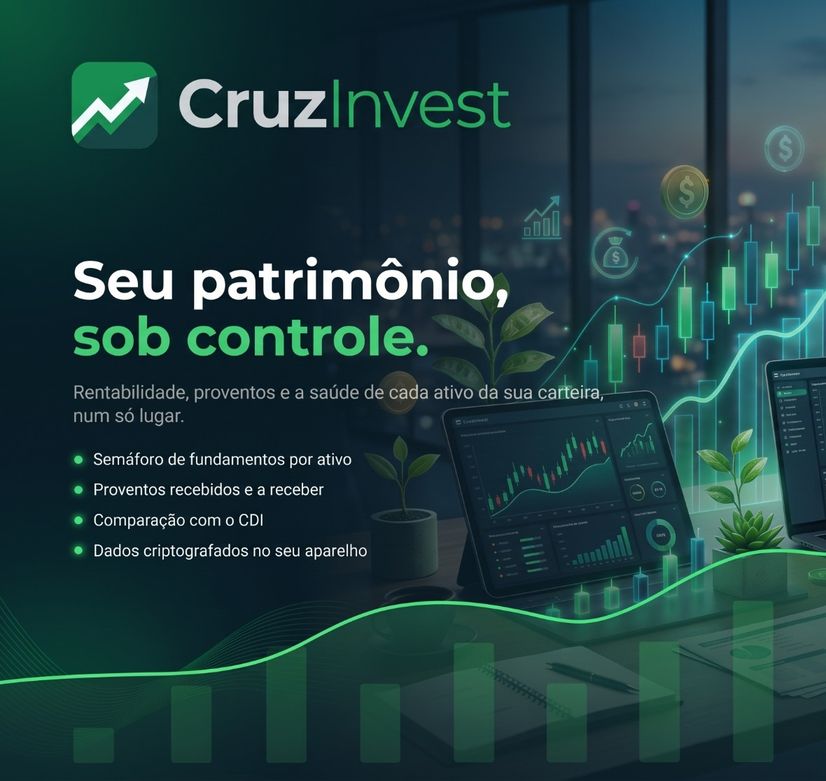 CruzInvest
Seu patrimônio,
sob controle.
Rentabilidade, proventos e a saúde de cada ativo da sua carteira,
num só lugar.
Semáforo de fundamentos por ativo
Proventos recebidos e a receber
Comparação com o CDI
Dados criptografados no seu aparelho